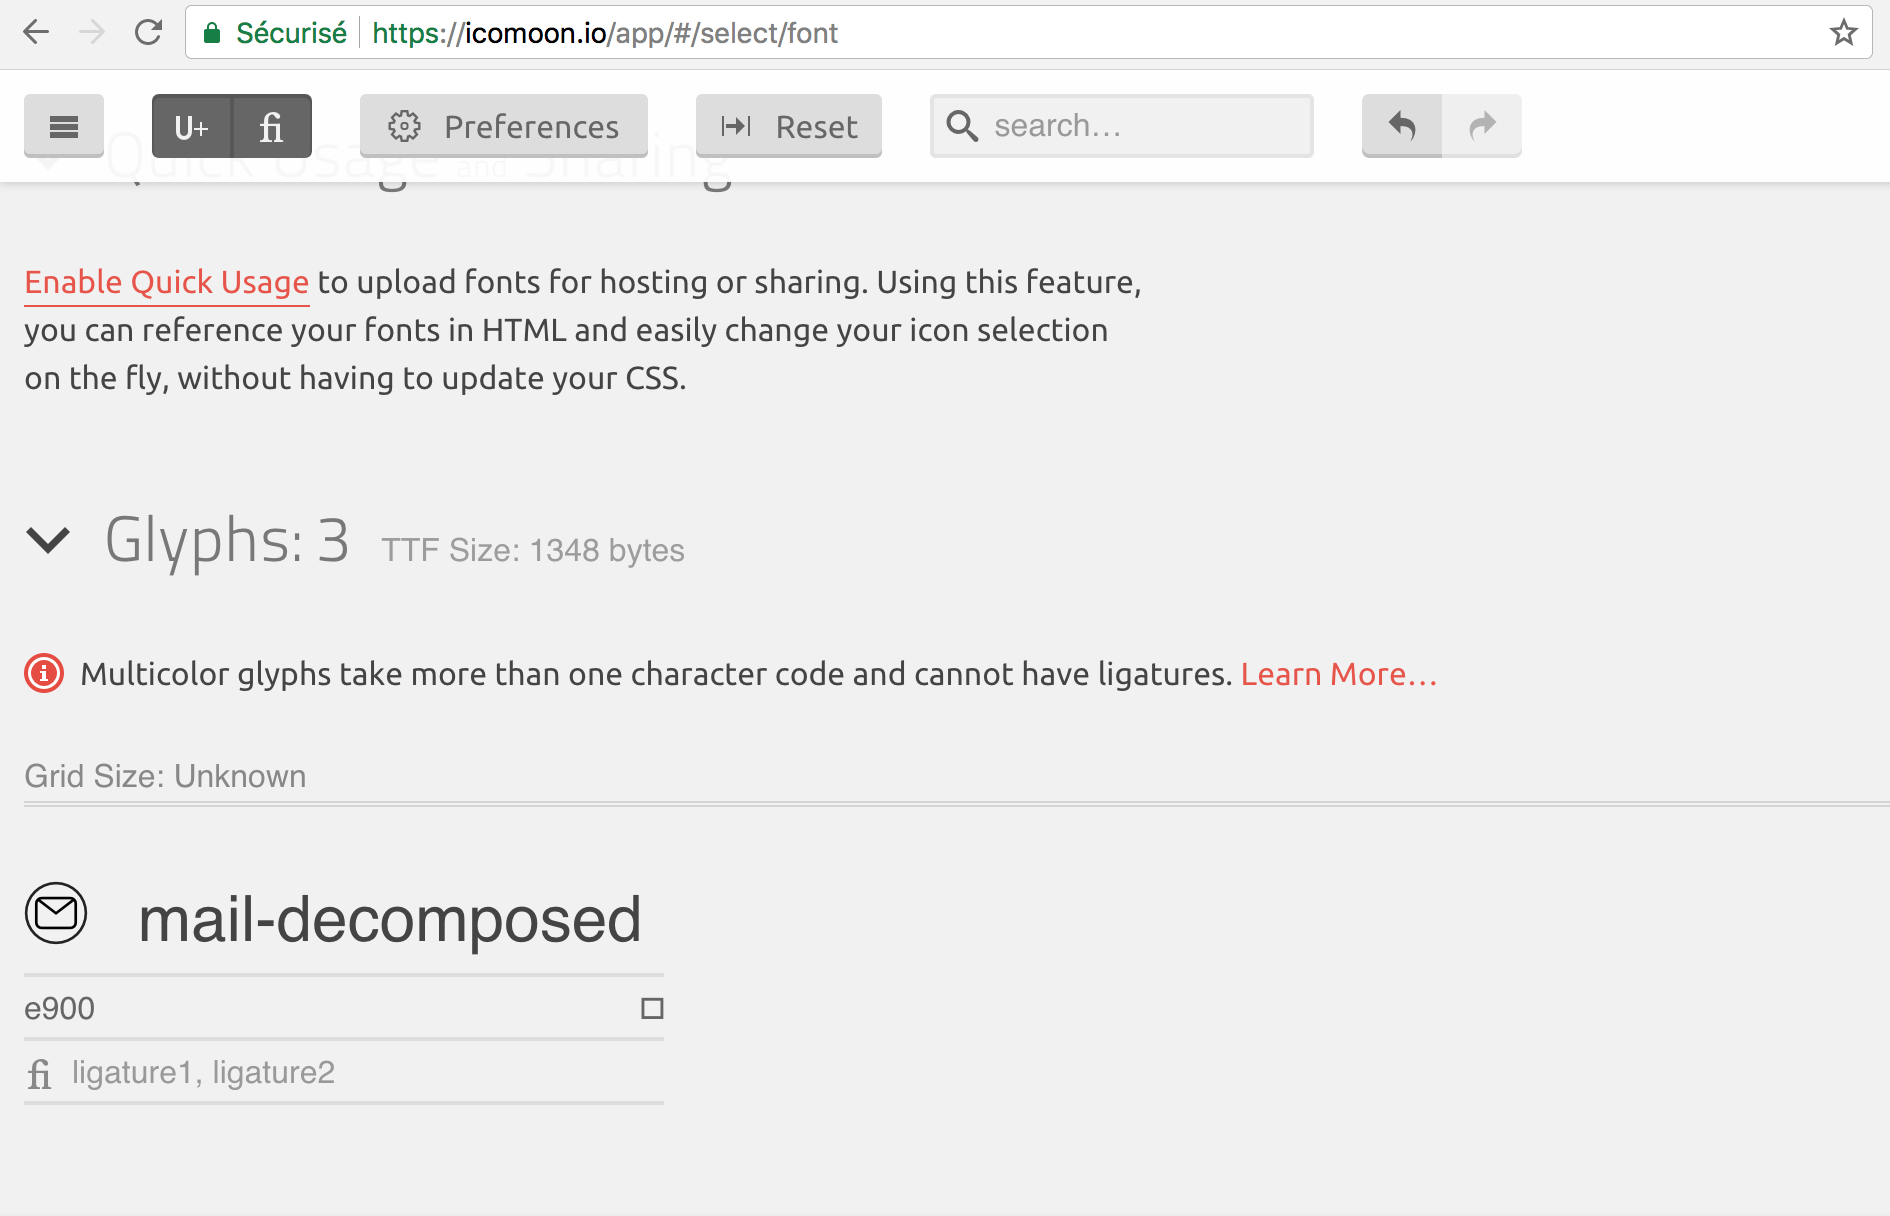 Sécurisé https://icomoon.io/app/#/select/font
U+ fi Preferences Reset search…
Quick Usage and Sharing
Enable Quick Usage to upload fonts for hosting or sharing. Using this feature,
you can reference your fonts in HTML and easily change your icon selection
on the fly, without having to update your CSS.
Glyphs: 3 TTF Size: 1348 bytes
Multicolor glyphs take more than one character code and cannot have ligatures. Learn More…
Grid Size: Unknown
mail-decomposed
e900
fi ligature1, ligature2